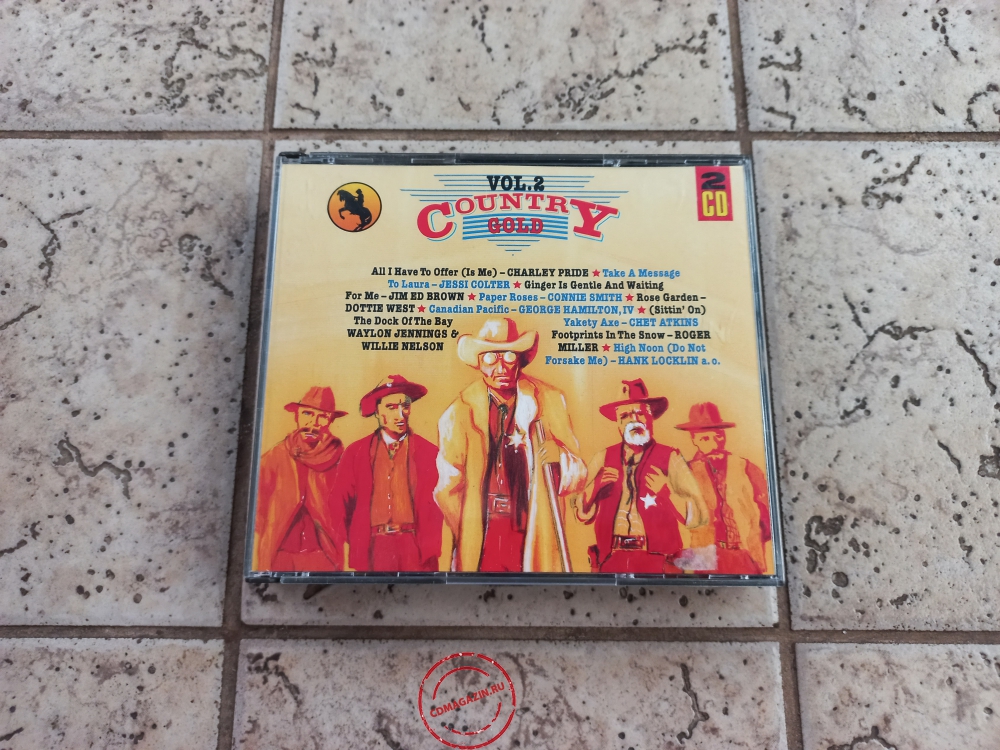 VOL.2
COUNTRY
GOLD
2
CD
All I Have To Offer (Is Me) – CHARLEY PRIDE ★ Take A Message
To Laura – JESSI COLTER ★ Ginger Is Gentle And Waiting
For Me – JIM ED BROWN ★ Paper Roses – CONNIE SMITH ★ Rose Garden –
DOTTIE WEST ★ Canadian Pacific – GEORGE HAMILTON, IV ★ (Sittin' On)
The Dock Of The Bay
WAYLON JENNINGS &
WILLIE NELSON
Yakety Axe – CHET ATKINS
Footprints In The Snow – ROGER
MILLER ★ High Noon (Do Not
Forsake Me) – HANK LOCKLIN a. o.
CDMAGAZIN.RU